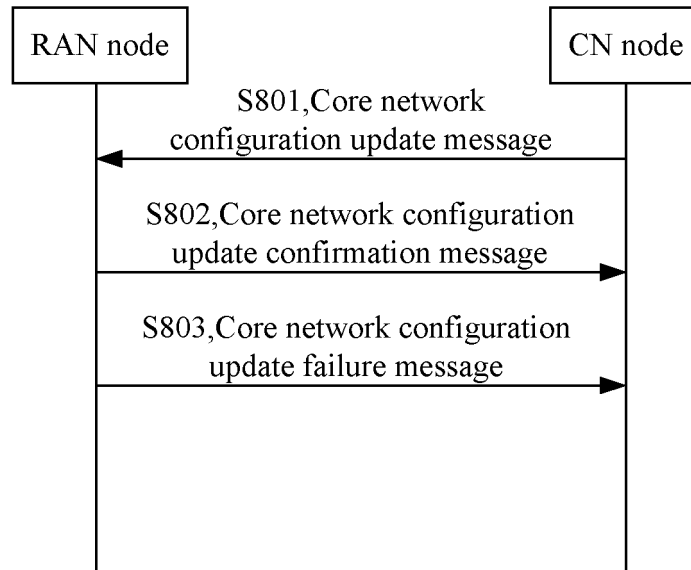 RAN node
CN node
S801,Core network
configuration update message
S802,Core network configuration
update confirmation message
S803,Core network configuration
update failure message